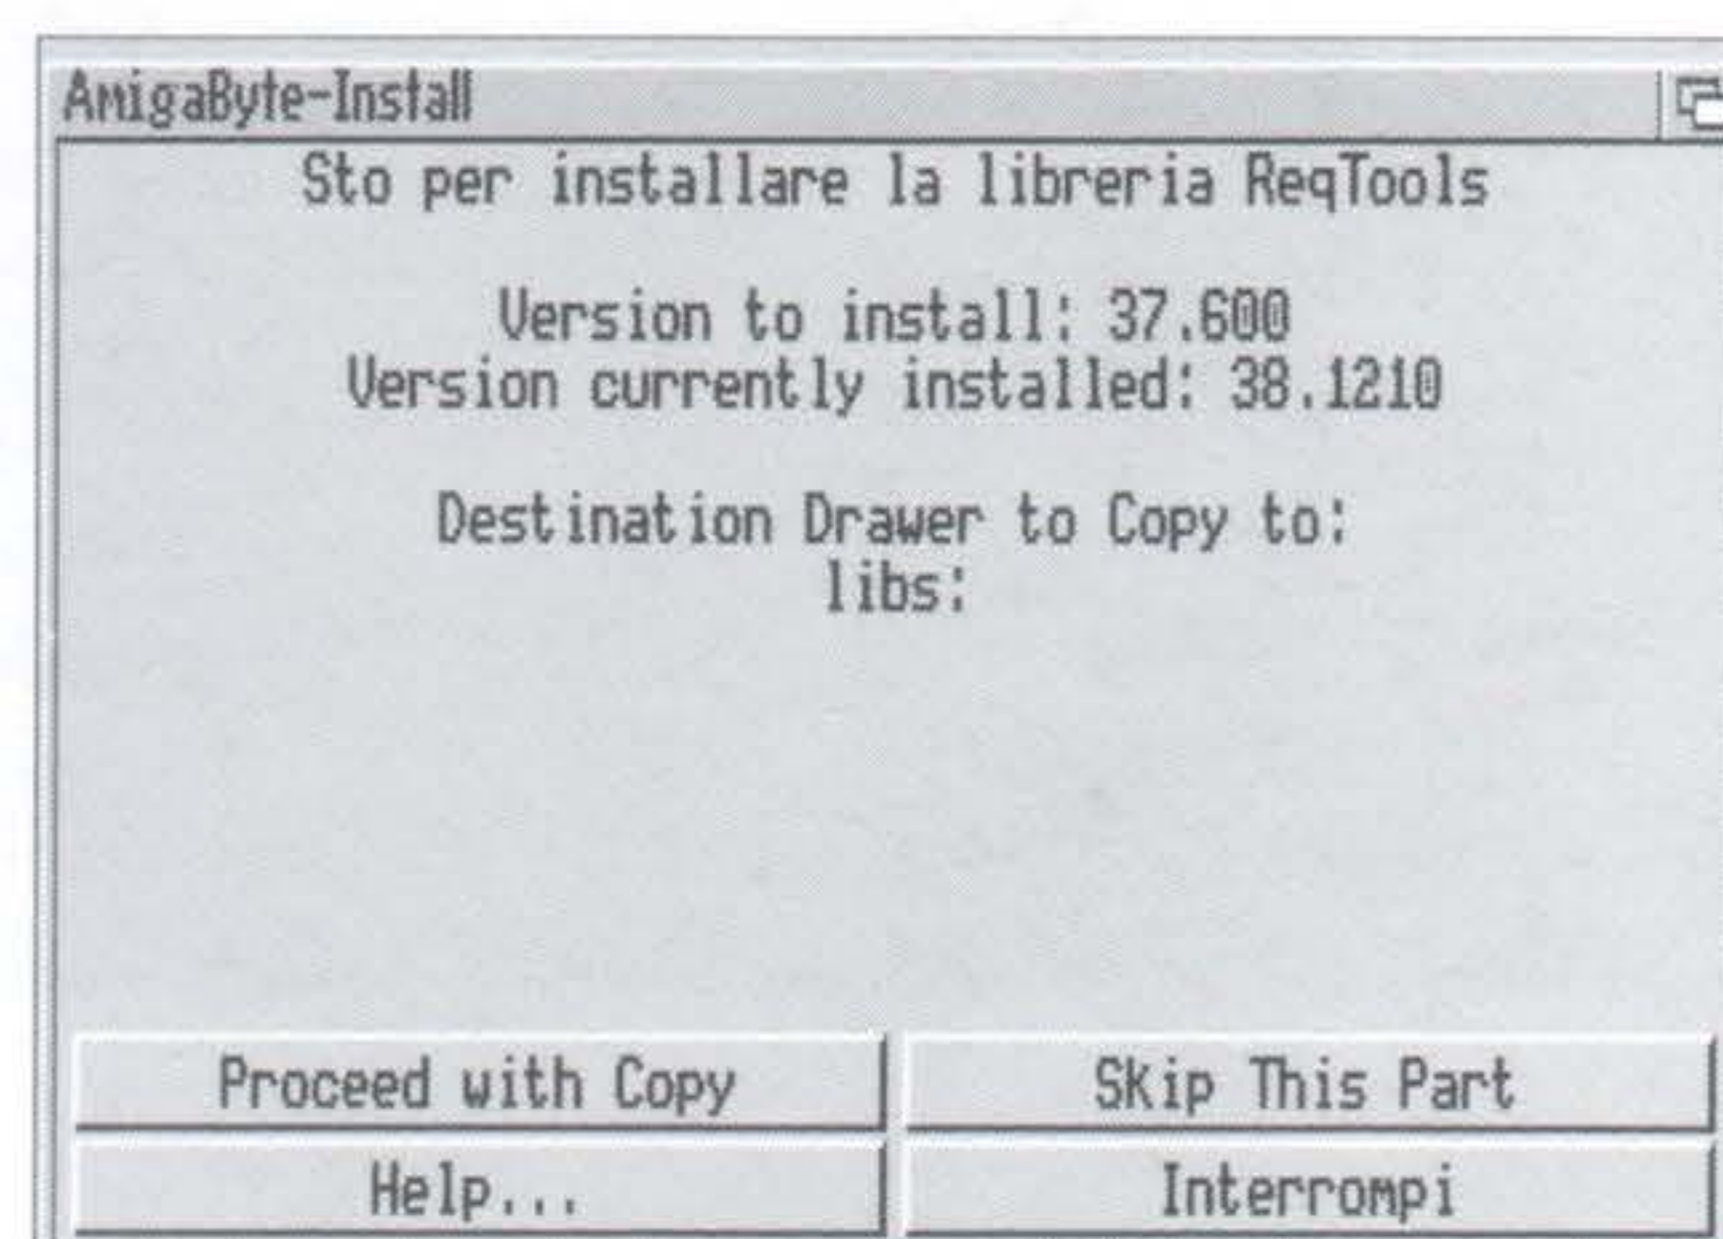 AmigaByte-Install
Sto per installare la libreria ReqTools
Version to install: 37.600
Version currently installed: 38.1210
Destination Drawer to Copy to:
libs:
Proceed with Copy
Skip This Part
Help...
Interrompi